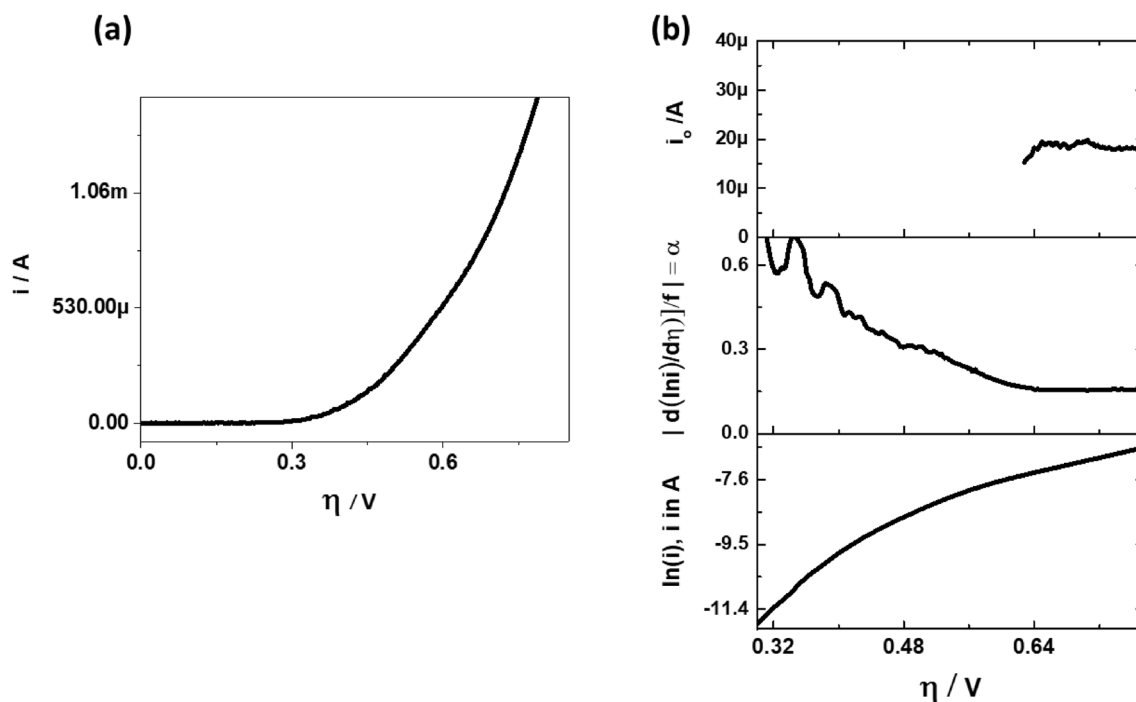 (a)
1.06m
530.00µ
0.00
i / A
0.0
0.3
0.6
η / V
(b)
40µ
30µ
20µ
10µ
0
i₀ /A
0.6
0.3
0.0
| d(lni)/dη)]/f | = α
-7.6
-9.5
-11.4
ln(i), i in A
0.32
0.48
0.64
η / V